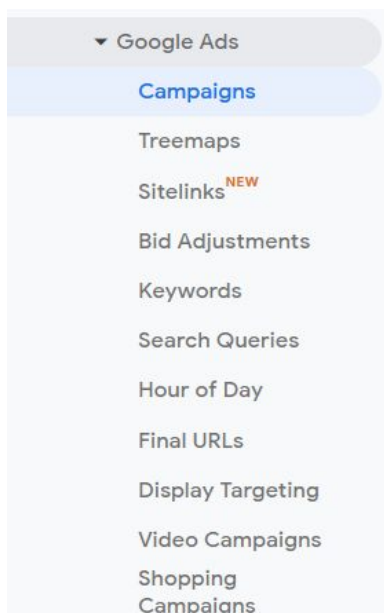 Google Ads
Campaigns
Treemaps
Sitelinks NEW
Bid Adjustments
Keywords
Search Queries
Hour of Day
Final URLs
Display Targeting
Video Campaigns
Shopping
Campaigns